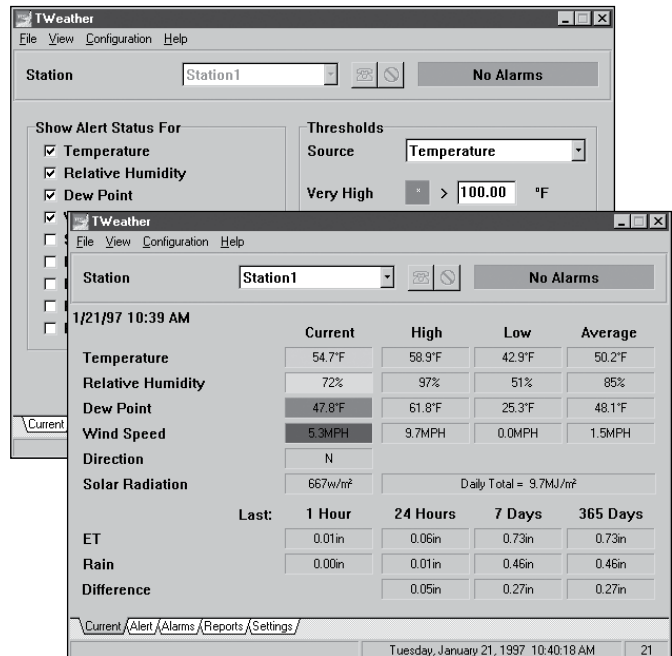 TWeather
File View Configuration Help
Station Station1 No Alarms
Show Alert Status For
Temperature
Relative Humidity
Dew Point
Thresholds
Source Temperature
Very High * > 100.00 °F
Current
TWeather
File View Configuration Help
Station Station1 No Alarms
1/21/97 10:39 AM
Current High Low Average
Temperature 54.7°F 58.9°F 42.9°F 50.2°F
Relative Humidity 72% 97% 51% 85%
Dew Point 47.8°F 61.8°F 25.3°F 48.1°F
Wind Speed 5.3MPH 9.7MPH 0.0MPH 1.5MPH
Direction N
Solar Radiation 667w/m² Daily Total = 9.7MJ/m²
Last: 1 Hour 24 Hours 7 Days 365 Days
ET 0.01in 0.06in 0.73in 0.73in
Rain 0.00in 0.01in 0.46in 0.46in
Difference 0.05in 0.27in 0.27in
Current Alert Alarms Reports Settings
Tuesday, January 21, 1997 10:40:18 AM 21